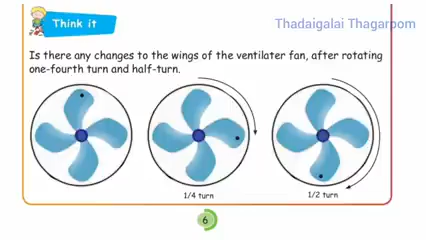 Think it
Thadaigalai Thagarpom
Is there any changes to the wings of the ventilater fan, after rotating
one-fourth turn and half-turn.
1/4 turn
1/2 turn
6